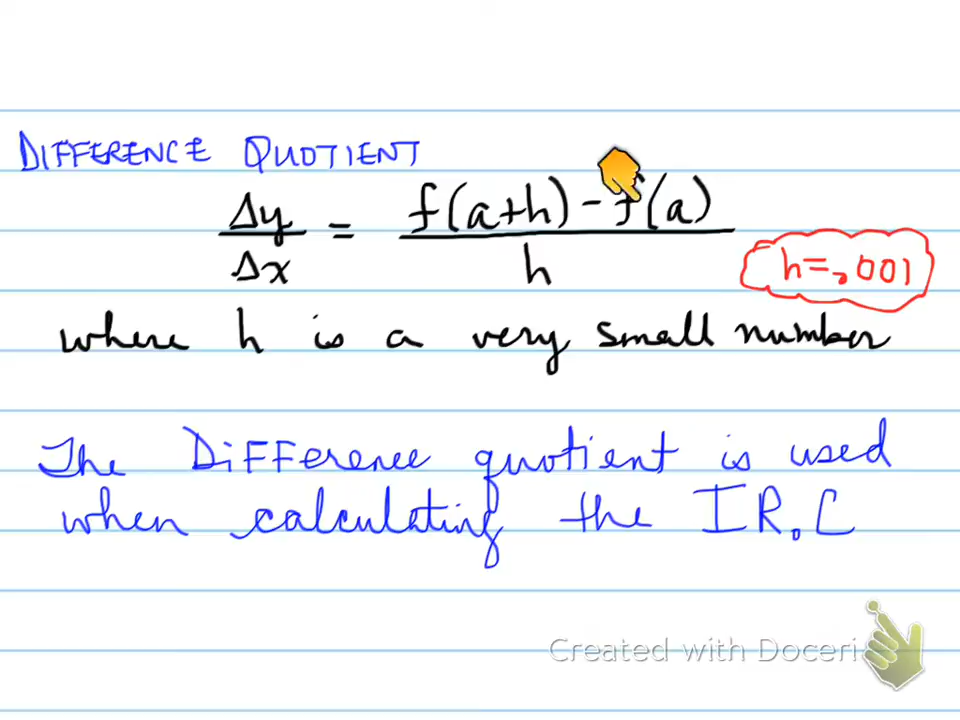 DIFFERENCE QUOTIENT
Δy/Δx = f(a+h) - f(a)/h
h=.001
where h is a very small number
The Difference quotient is used
when calculating the IR.C
Created with Doceri